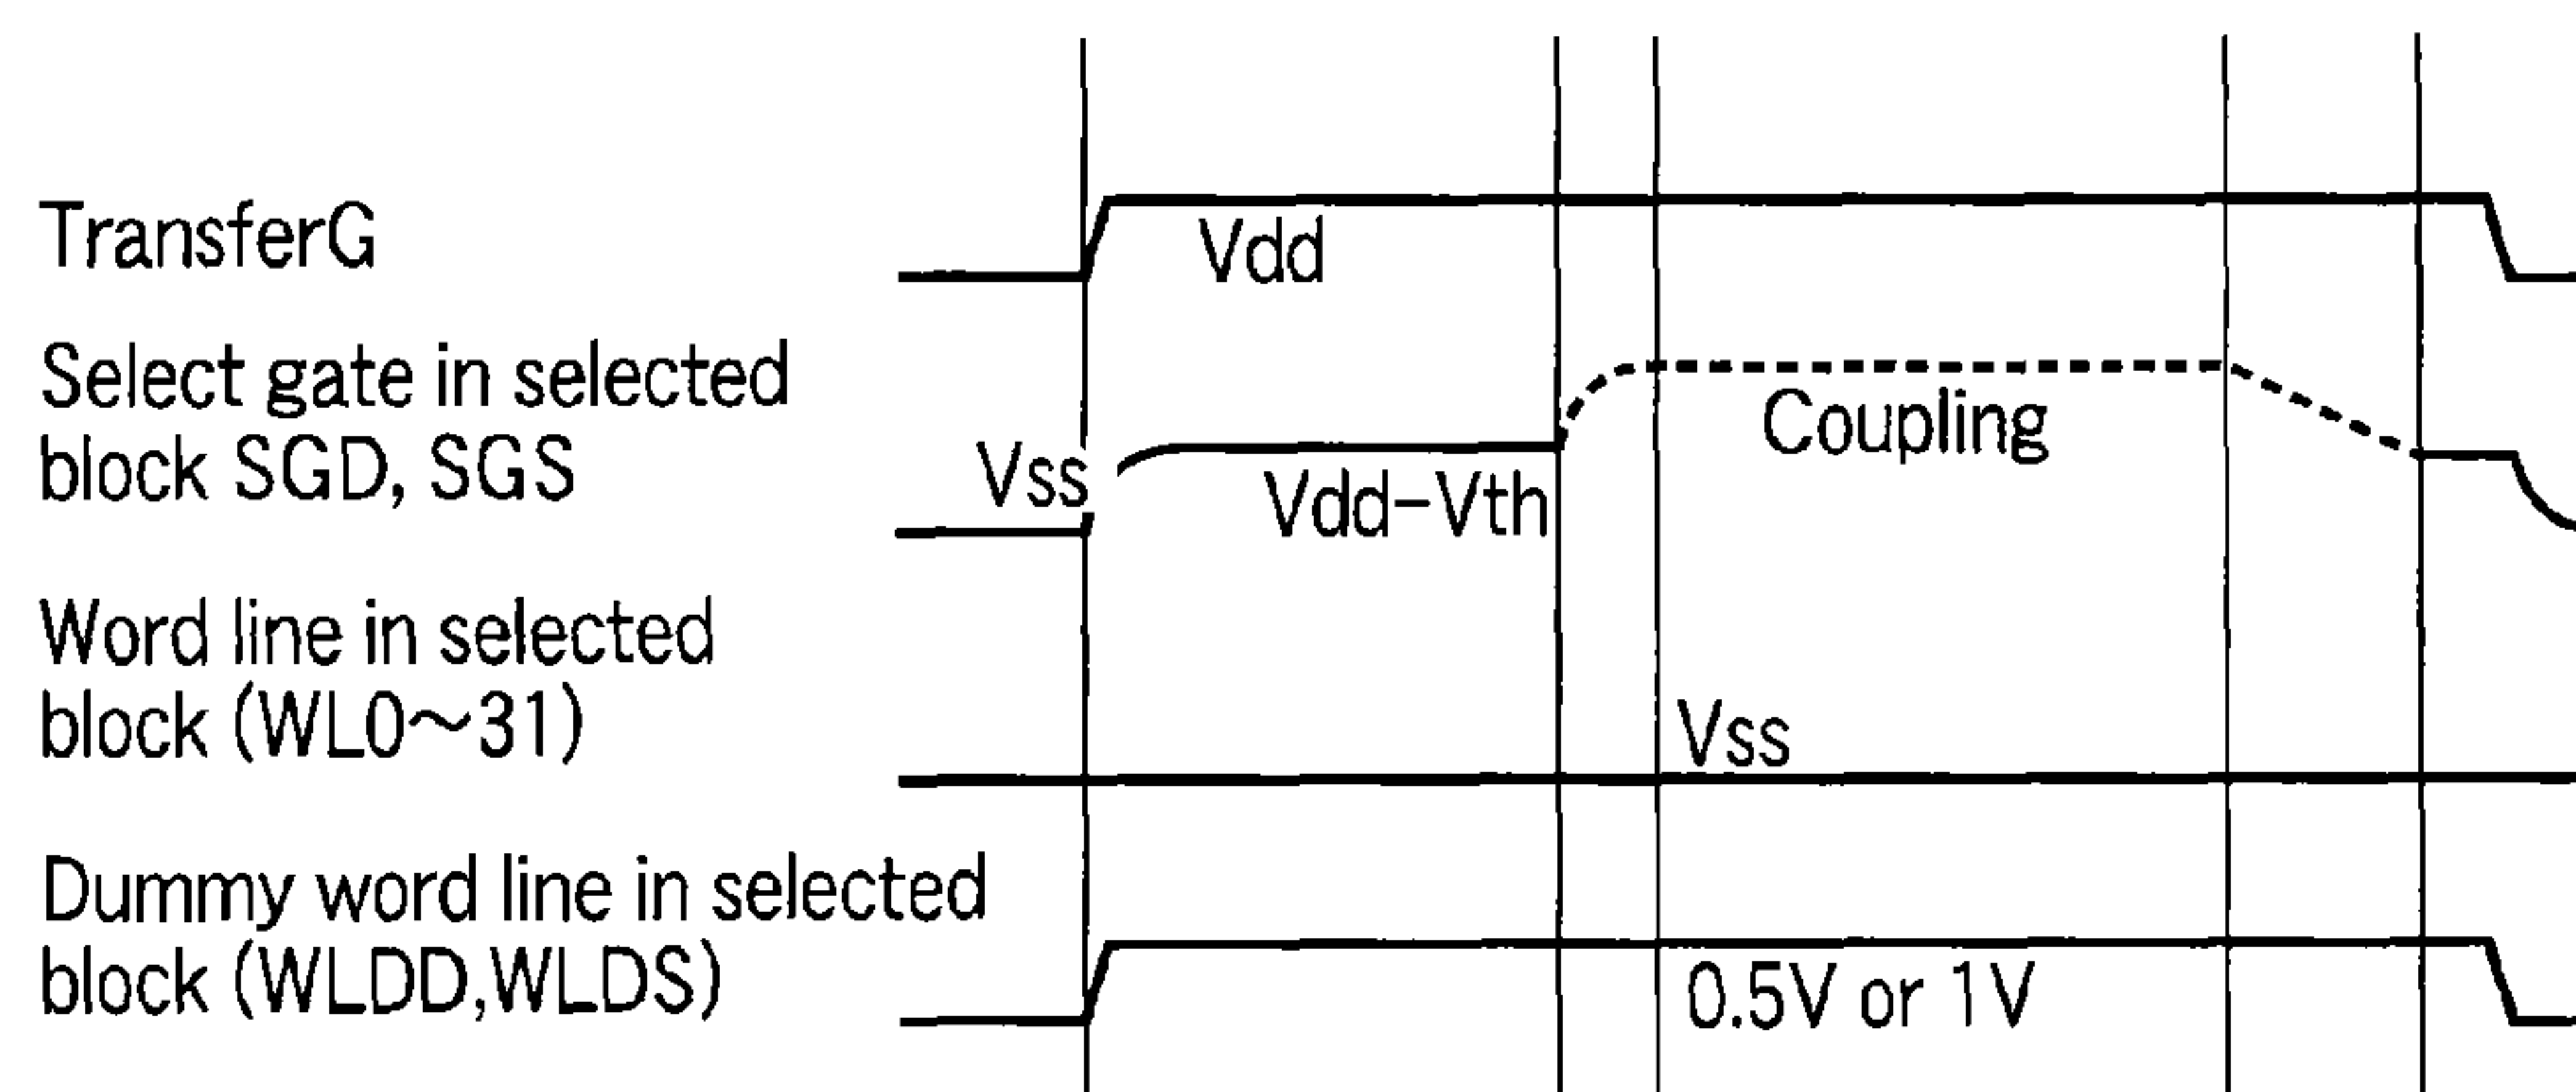 TransferG
Vdd
Select gate in selected
block SGD, SGS
Vss
Vdd-Vth
Coupling
Word line in selected
block (WL0~31)
Vss
Dummy word line in selected
block (WLDD,WLDS)
0.5V or 1V